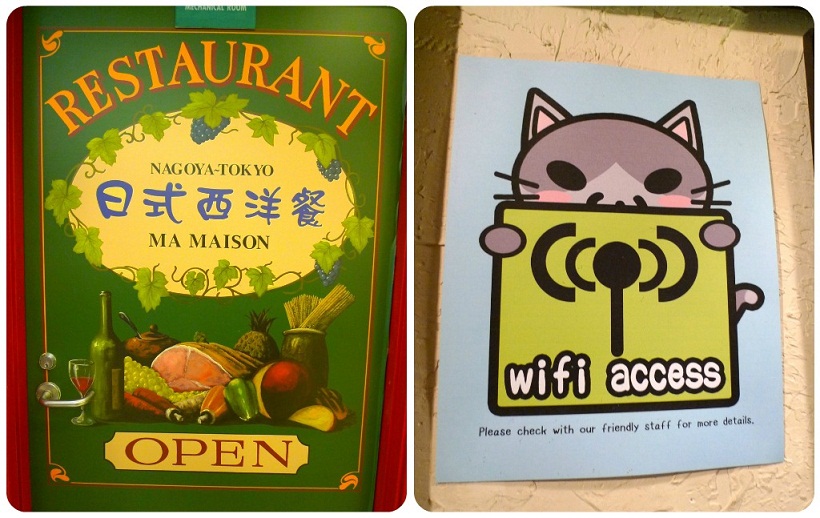 MECHANICAL ROOM
RESTAURANT
NAGOYA-TOKYO
日式西洋餐
MA MAISON
OPEN
wifi access
Please check with our friendly staff for more details.